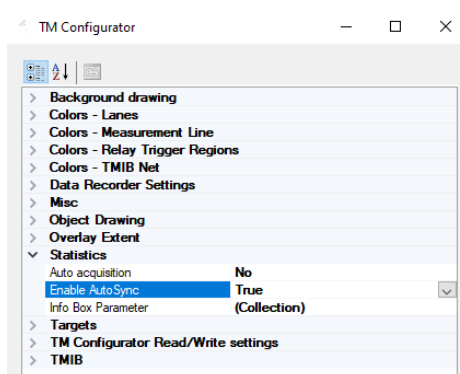 TM Configurator
Background drawing
Colors - Lanes
Colors - Measurement Line
Colors - Relay Trigger Regions
Colors - TMIB Net
Data Recorder Settings
Misc
Object Drawing
Overlay Extent
Statistics
Auto acquisition No
Enable AutoSync True
Info Box Parameter (Collection)
Targets
TM Configurator Read/Write settings
TMIB